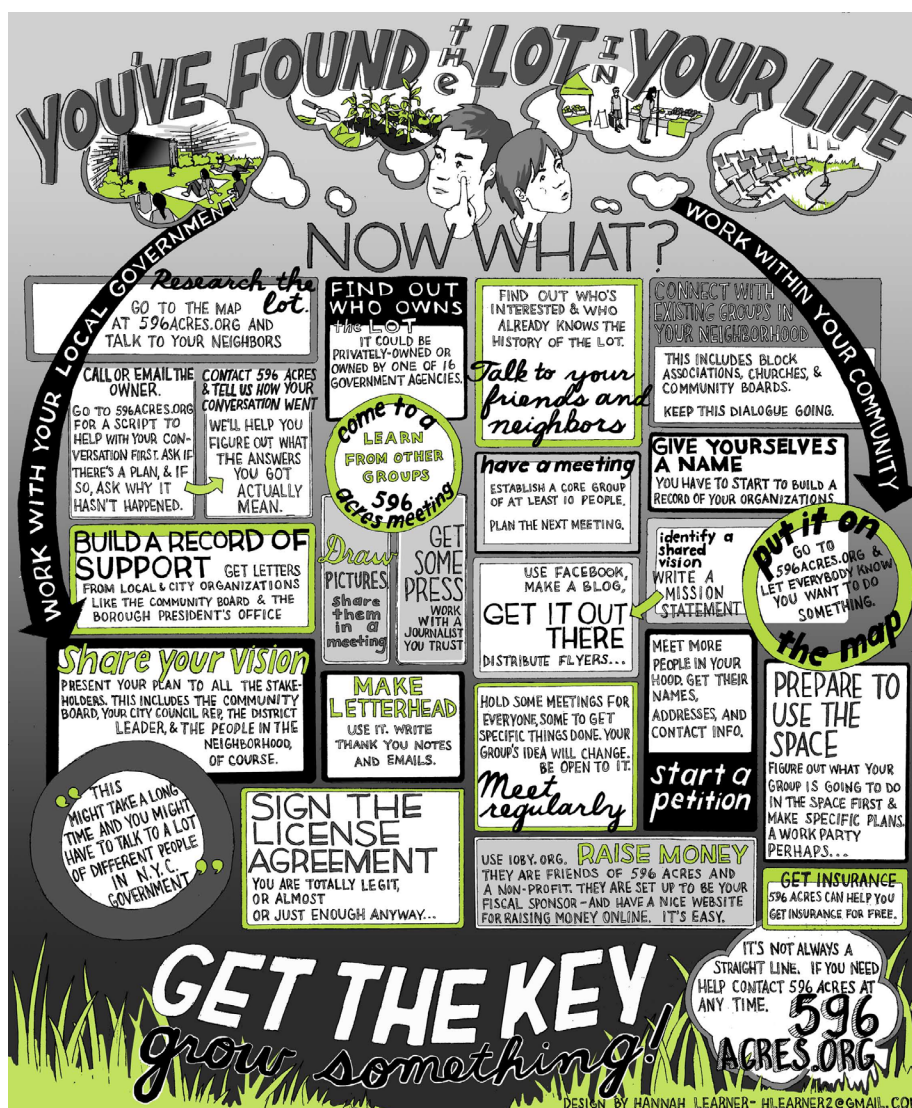 YOU'VE FOUND the LOT IN YOUR LIFE
NOW WHAT?
WORK WITH YOUR LOCAL GOVERNMENT
WORK WITHIN YOUR COMMUNITY
Research the
lot.
GO TO THE MAP
AT 596ACRES.ORG AND
TALK TO YOUR NEIGHBORS
FIND OUT
WHO OWNS
the LOT
IT COULD BE
PRIVATELY-OWNED OR
OWNED BY ONE OF 16
GOVERNMENT AGENCIES.
FIND OUT WHO'S
INTERESTED & WHO
ALREADY KNOWS THE
HISTORY OF THE LOT.
Talk to your
friends and
neighbors
CONNECT WITH
EXISTING GROUPS IN
YOUR NEIGHBORHOOD
THIS INCLUDES BLOCK
ASSOCIATIONS, CHURCHES, &
COMMUNITY BOARDS.
KEEP THIS DIALOGUE GOING.
CALL OR EMAIL THE
OWNER.
GO TO 596ACRES.ORG
FOR A SCRIPT TO
HELP WITH YOUR CON-
VERSATION FIRST. ASK IF
THERE'S A PLAN, & IF
SO, ASK WHY IT
HASN'T HAPPENED.
CONTACT 596 ACRES
& TELL US HOW YOUR
CONVERSATION WENT
WE'LL HELP YOU
FIGURE OUT WHAT
THE ANSWERS
YOU GOT
ACTUALLY
MEAN.
come to a
LEARN
FROM OTHER
GROUPS
596
acres meeting
have a meeting
ESTABLISH A CORE GROUP
OF AT LEAST 10 PEOPLE.
PLAN THE NEXT MEETING.
GIVE YOURSELVES
A NAME
YOU HAVE TO START TO BUILD A
RECORD OF YOUR ORGANIZATIONS
BUILD A RECORD OF
SUPPORT GET LETTERS
FROM LOCAL & CITY ORGANIZATIONS
LIKE THE COMMUNITY BOARD & THE
BOROUGH PRESIDENT'S OFFICE
Draw
PICTURES.
share
them in
a
meeting
GET
SOME
PRESS
WORK
WITH A
JOURNALIST
YOU TRUST
USE FACEBOOK,
MAKE A BLOG,
GET IT OUT
THERE
DISTRIBUTE FLYERS...
identify a
shared
vision
WRITE A
MISSION
STATEMENT
put it on
GO TO
596ACRES.ORG &
LET EVERYBODY KNOW
YOU WANT TO DO
SOMETHING.
the map
Share your Vision
PRESENT YOUR PLAN TO ALL THE STAKE-
HOLDERS. THIS INCLUDES THE COMMUNITY
BOARD, YOUR CITY COUNCIL REP, THE DISTRICT
LEADER, & THE PEOPLE IN THE
NEIGHBORHOOD,
OF COURSE.
MAKE
LETTERHEAD
USE IT. WRITE
THANK YOU NOTES
AND EMAILS.
HOLD SOME MEETINGS FOR
EVERYONE, SOME TO GET
SPECIFIC THINGS DONE. YOUR
GROUP'S IDEA WILL CHANGE.
BE OPEN TO IT.
Meet
regularly
MEET MORE
PEOPLE IN YOUR
HOOD. GET THEIR
NAMES,
ADDRESSES, AND
CONTACT INFO.
start a
petition
PREPARE TO
USE THE
SPACE
FIGURE OUT WHAT YOUR
GROUP IS GOING TO DO
IN THE SPACE FIRST &
MAKE SPECIFIC PLANS.
A WORK PARTY
PERHAPS...
" THIS
MIGHT TAKE A LONG
TIME AND YOU MIGHT
HAVE TO TALK TO A LOT
OF DIFFERENT PEOPLE
IN N.Y.C.
GOVERNMENT "
SIGN THE
LICENSE
AGREEMENT
YOU ARE TOTALLY LEGIT,
OR ALMOST
OR JUST ENOUGH ANYWAY...
USE IOBY.ORG. RAISE MONEY
THEY ARE FRIENDS OF 596 ACRES AND
A NON-PROFIT. THEY ARE SET UP TO BE YOUR
FISCAL SPONSOR-AND HAVE A NICE WEBSITE
FOR RAISING MONEY ONLINE. IT'S EASY.
GET INSURANCE
596 ACRES CAN HELP YOU
GET INSURANCE FOR FREE.
GET THE KEY
grow something!
IT'S NOT ALWAYS A
STRAIGHT LINE. IF YOU NEED
HELP CONTACT 596 ACRES AT
ANY TIME.
596
ACRES.ORG
DESIGN BY HANNAH LEARNER- HLEARNER2@GMAIL.COM